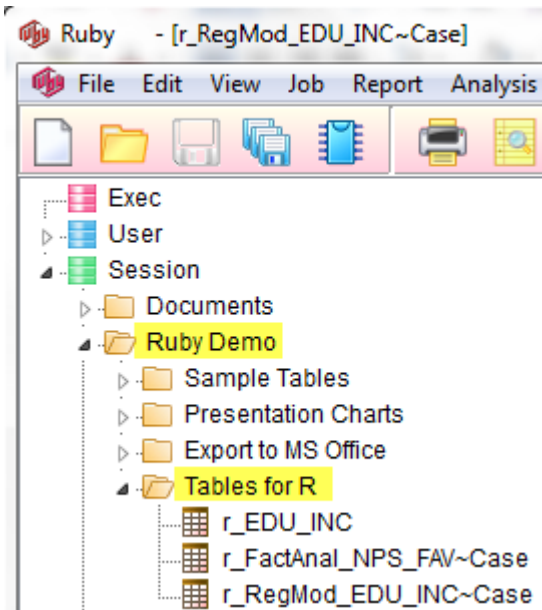 Ruby - [r_RegMod_EDU_INC~Case]
File Edit View Job Report Analysis
Exec
User
Session
Documents
Ruby Demo
Sample Tables
Presentation Charts
Export to MS Office
Tables for R
r_EDU_INC
r_FactAnal_NPS_FAV~Case
r_RegMod_EDU_INC~Case